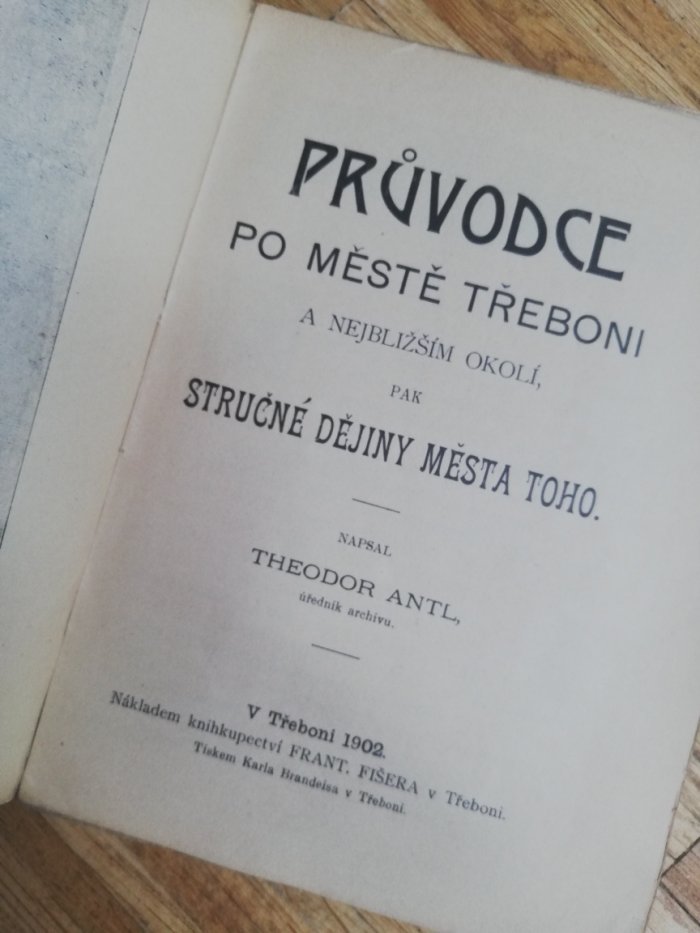 PRŮVODCE
PO MĚSTĚ TŘEBONI
A NEJBLIŽŠÍM OKOLÍ,
PAK
STRUČNÉ DĚJINY MĚSTA TOHO.
NAPSAL
THEODOR ANTL,
úředník archivu.
V Třeboni 1902.
Nákladem knihkupectví FRANT. FIŠERA v Třeboni.
Tiskem Karla Brandeisa v Třeboni.